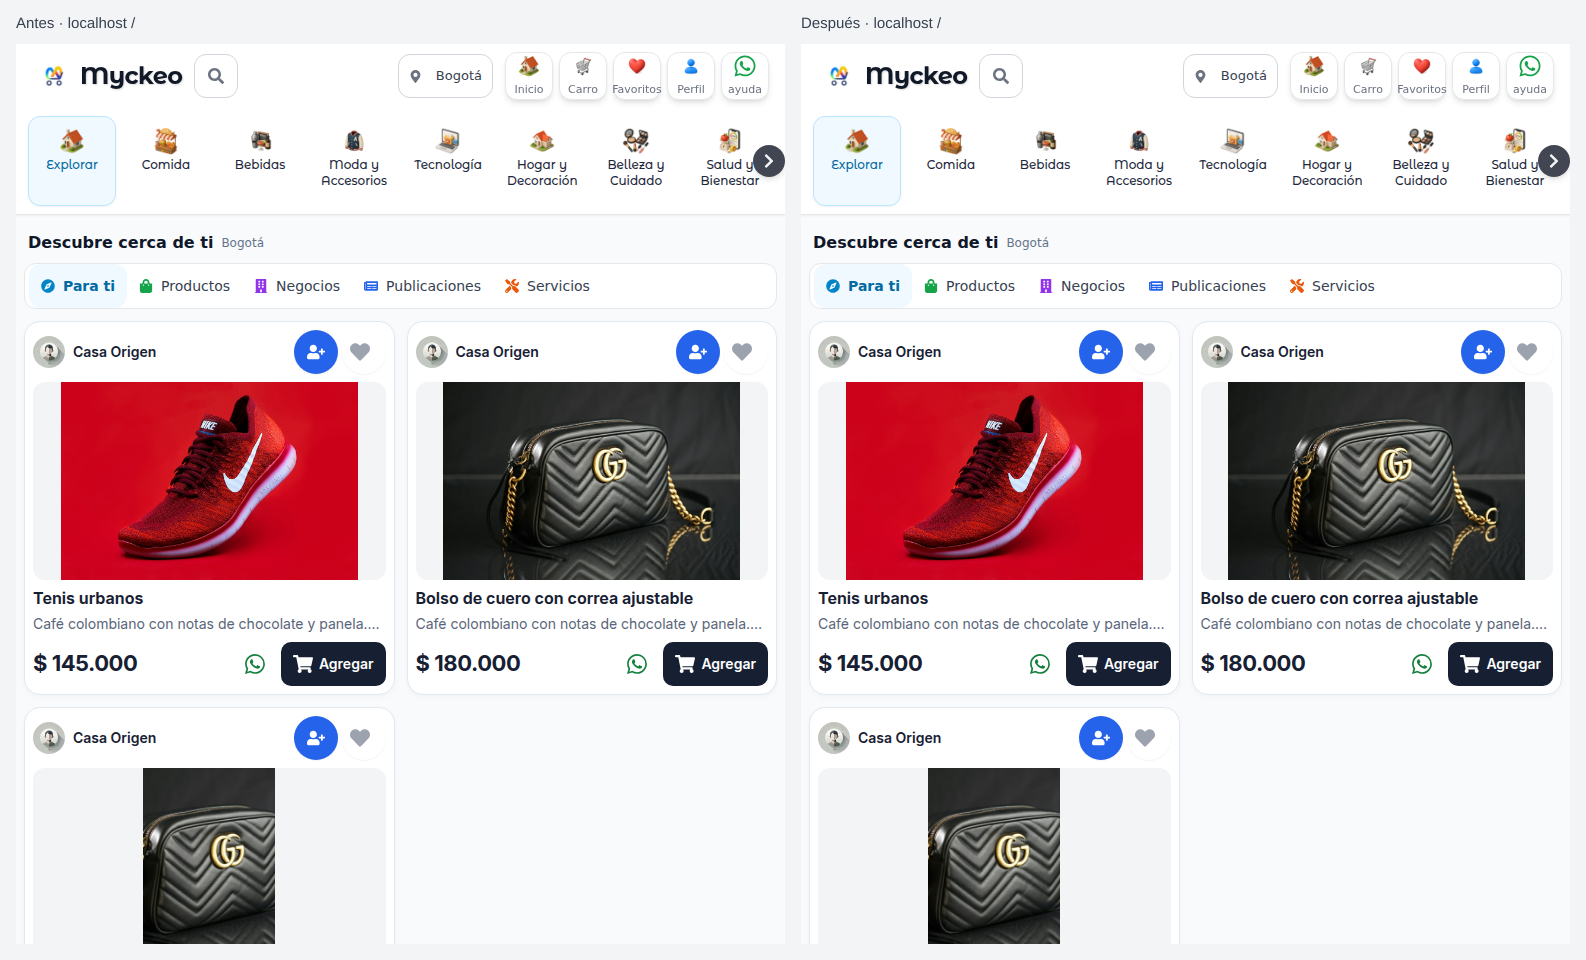 Antes · localhost /
Myckeo
Bogotá
Inicio
Carro
Favoritos
Perfil
ayuda
Explorar
Comida
Bebidas
Moda y
Accesorios
Tecnología
Hogar y
Decoración
Belleza y
Cuidado
Salud y
Bienestar
Descubre cerca de ti Bogotá
Para ti
Productos
Negocios
Publicaciones
Servicios
Casa Origen
NIKE
Tenis urbanos
Café colombiano con notas de chocolate y panela....
$ 145.000
Agregar
Casa Origen
Bolso de cuero con correa ajustable
Café colombiano con notas de chocolate y panela....
$ 180.000
Agregar
Casa Origen
Después · localhost /
Myckeo
Bogotá
Inicio
Carro
Favoritos
Perfil
ayuda
Explorar
Comida
Bebidas
Moda y
Accesorios
Tecnología
Hogar y
Decoración
Belleza y
Cuidado
Salud y
Bienestar
Descubre cerca de ti Bogotá
Para ti
Productos
Negocios
Publicaciones
Servicios
Casa Origen
NIKE
Tenis urbanos
Café colombiano con notas de chocolate y panela....
$ 145.000
Agregar
Casa Origen
Bolso de cuero con correa ajustable
Café colombiano con notas de chocolate y panela....
$ 180.000
Agregar
Casa Origen